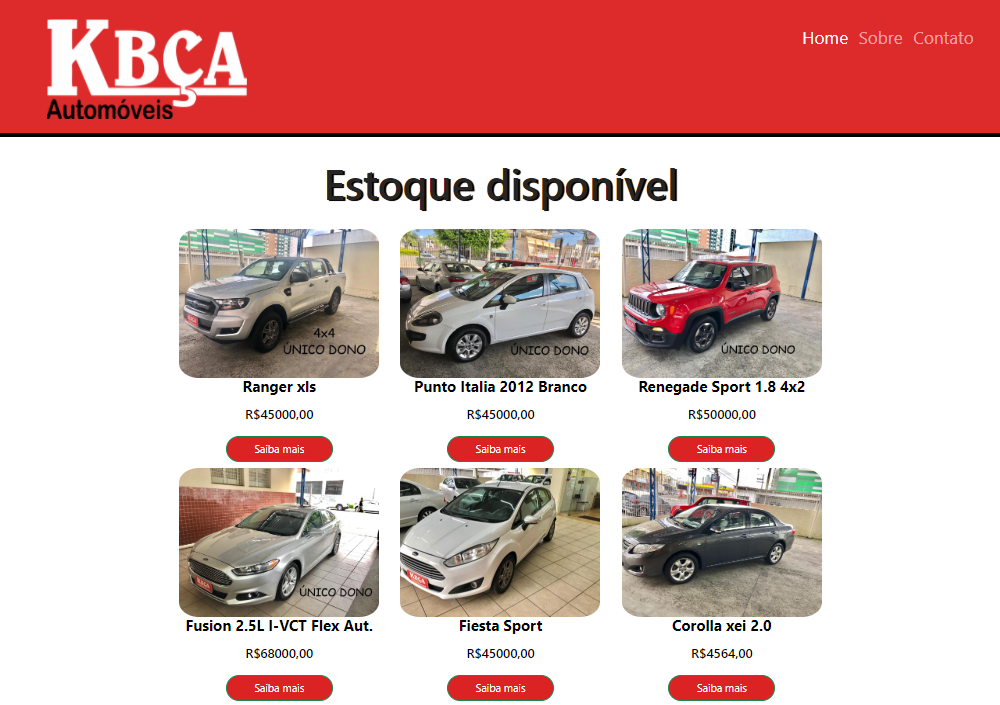 KBÇA
Automóveis
Home Sobre Contato
Estoque disponível
4x4
ÚNICO DONO
ÚNICO DONO
ÚNICO DONO
Ranger xls
Punto Italia 2012 Branco
Renegade Sport 1.8 4x2
R$45000,00
R$45000,00
R$50000,00
Saiba mais
Saiba mais
Saiba mais
ÚNICO DONO
KBÇA
Fusion 2.5L I-VCT Flex Aut.
Fiesta Sport
Corolla xei 2.0
R$68000,00
R$45000,00
R$4564,00
Saiba mais
Saiba mais
Saiba mais